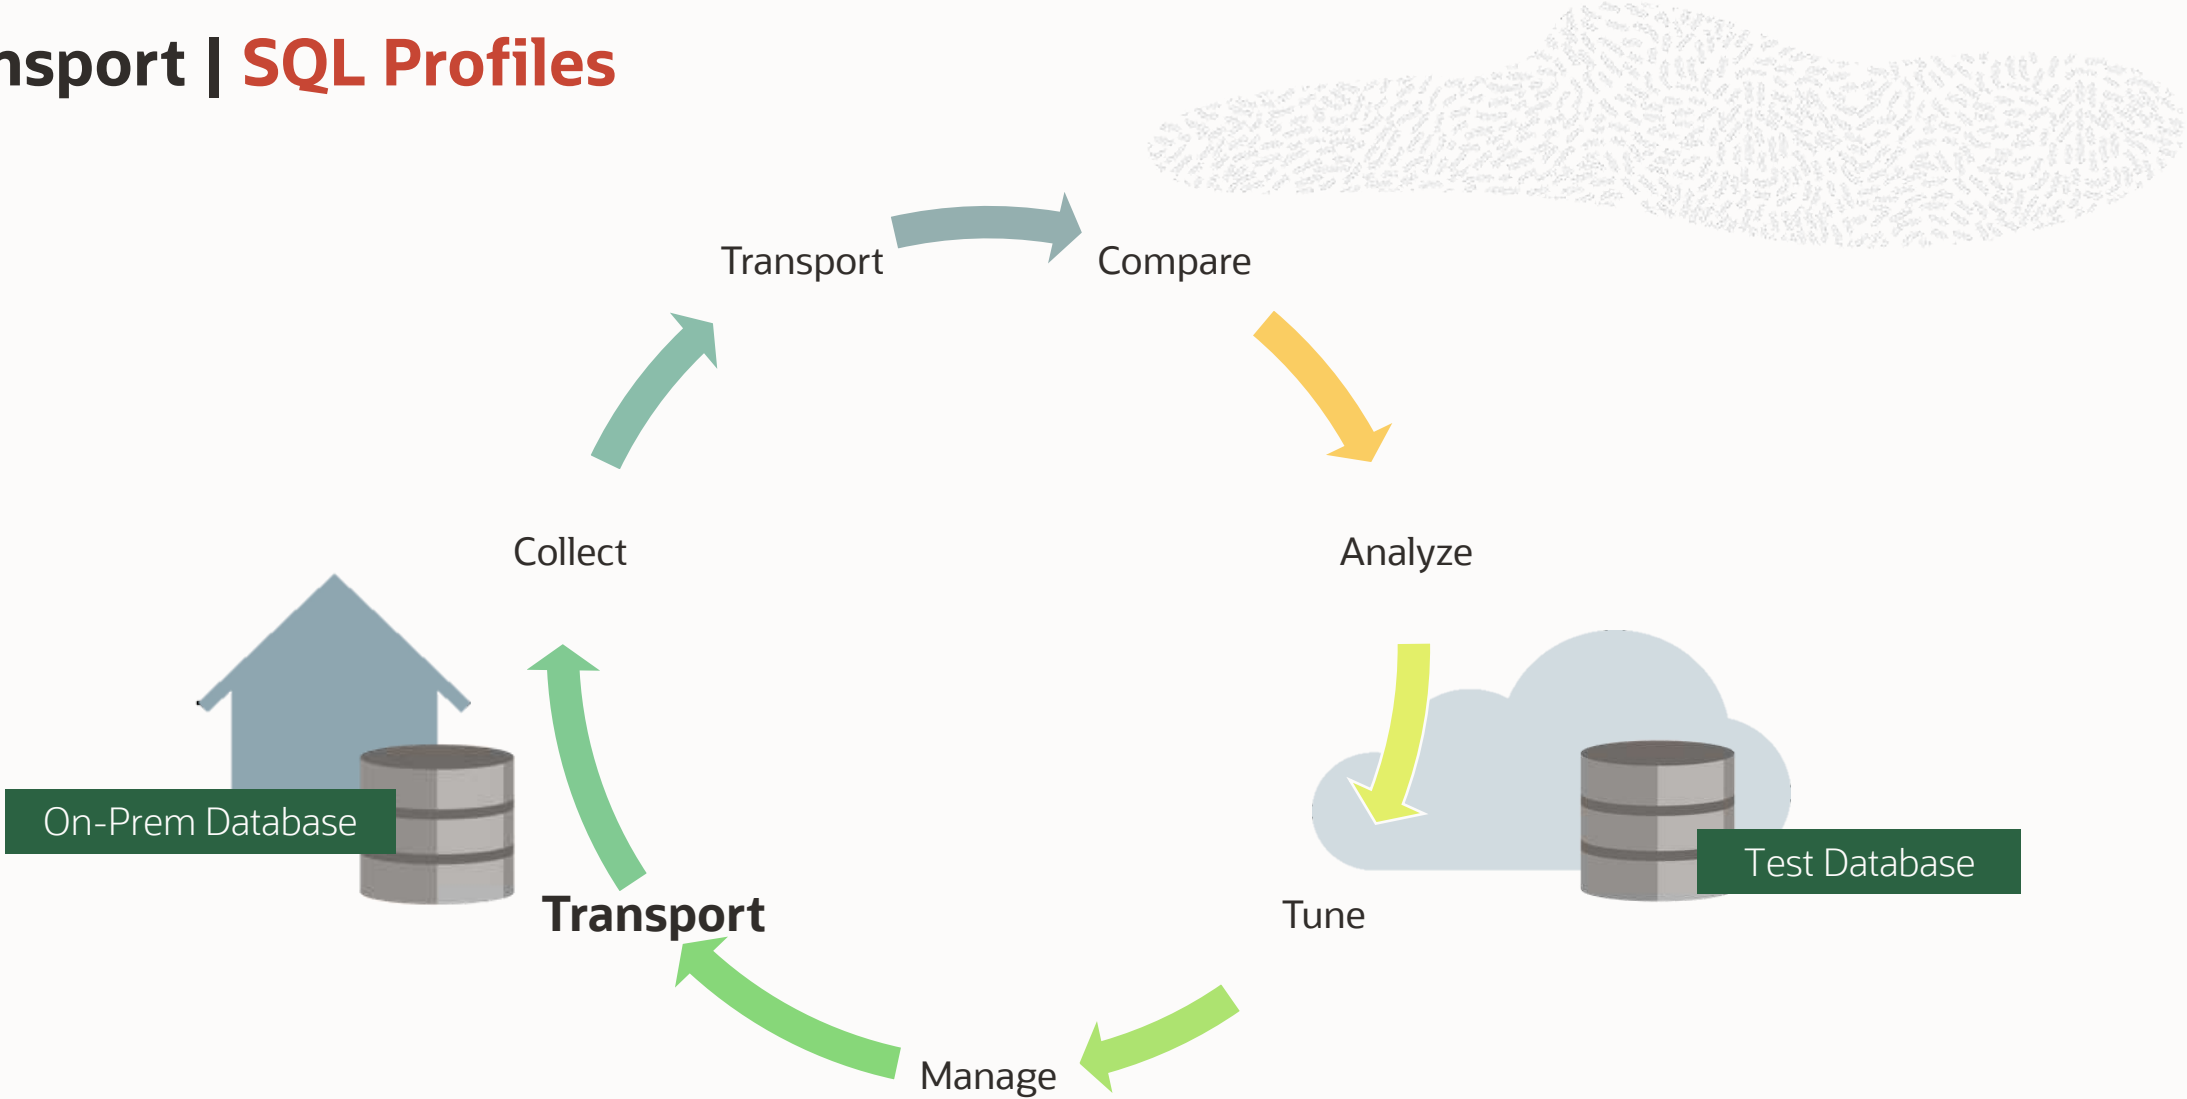 nsport | SQL Profiles
Transport
Compare
Collect
Analyze
On-Prem Database
Test Database
Transport
Tune
Manage